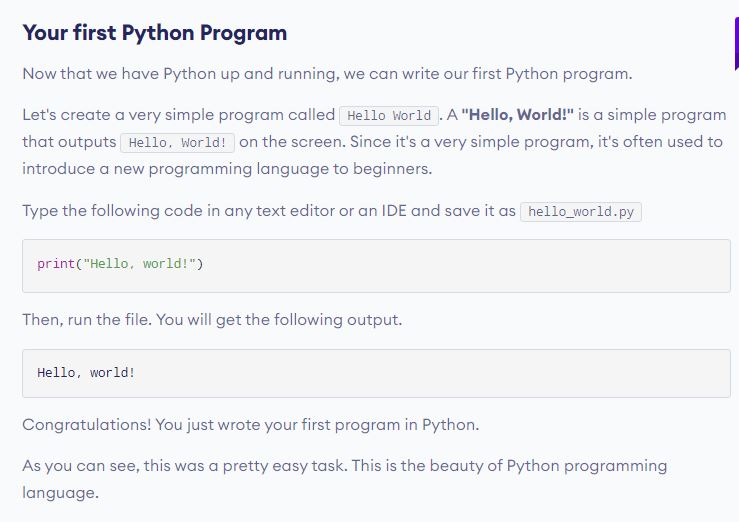 Your first Python Program
Now that we have Python up and running, we can write our first Python program.
Let's create a very simple program called Hello World. A "Hello, World!" is a simple program
that outputs Hello, World! on the screen. Since it's a very simple program, it's often used to
introduce a new programming language to beginners.
Type the following code in any text editor or an IDE and save it as hello_world.py
print("Hello, world!")
Then, run the file. You will get the following output.
Hello, world!
Congratulations! You just wrote your first program in Python.
As you can see, this was a pretty easy task. This is the beauty of Python programming
language.